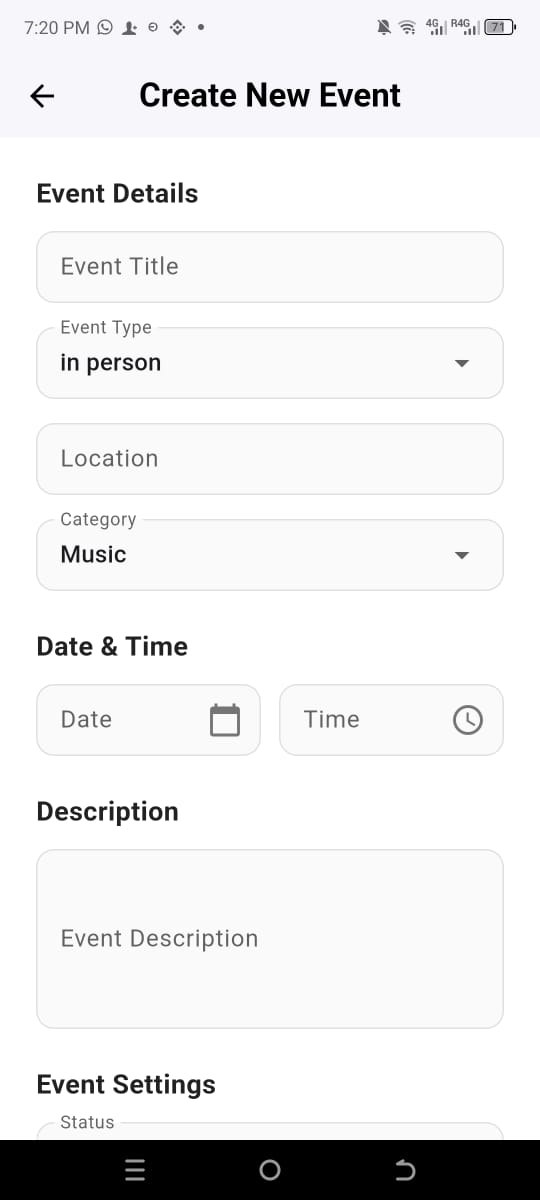 7:20 PM
4G R4G 71
Create New Event
Event Details
Event Title
Event Type
in person
Location
Category
Music
Date & Time
Date
Time
Description
Event Description
Event Settings
Status